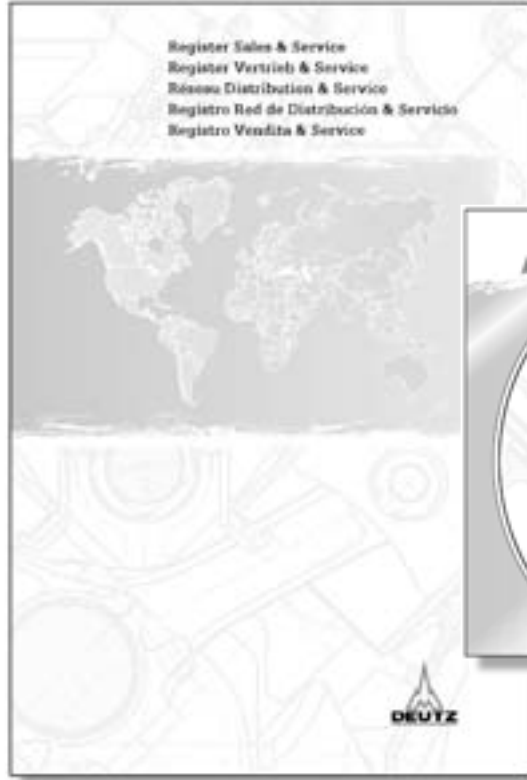 Register Sales & Service
Register Vertrieb & Service
Réseau Distribution & Service
Registro Red de Distribución & Servicio
Registro Vendita & Service
DEUTZ